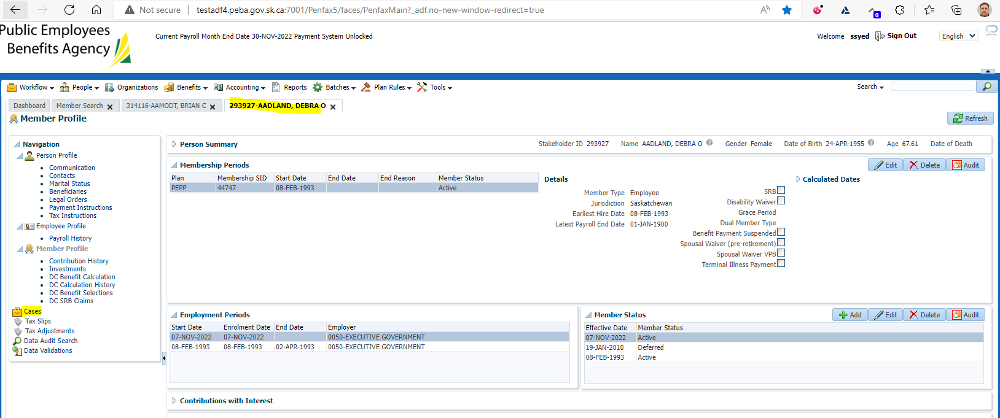 Not secure testadf4.peba.gov.sk.ca:7001/Penfax5/faces/PenfaxMain?_adf.no-new-window-redirect=true
0
Public Employees
Benefits Agency
Current Payroll Month End Date 30-NOV-2022 Payment System Unlocked
Welcome ssyed Sign Out English
Workflow People Organizations Benefits Accounting Reports Batches Plan Rules Tools Search
Dashboard Member Search 314116-AAMODT, BRIAN C 293927-AADLAND, DEBRA O
Member Profile Refresh
Navigation
Person Profile
Communication
Contacts
Marital Status
Beneficiaries
Legal Orders
Payment Instructions
Tax Instructions
Employee Profile
Payroll History
Member Profile
Contribution History
Investments
DC Benefit Calculation
DC Calculation History
DC Benefit Selections
DC SRB Claims
Cases
Tax Slips
Tax Adjustments
Data Audit Search
Data Validations
Person Summary Stakeholder ID 293927 Name AADLAND, DEBRA O Gender Female Date of Birth 24-APR-1955 Age 67.61 Date of Death
Membership Periods Edit Delete Audit
Plan Membership SID Start Date End Date End Reason Member Status
PEPP 44747 08-FEB-1993 Active
Details
Member Type Employee
Jurisdiction Saskatchewan
Earliest Hire Date 08-FEB-1993
Latest Payroll End Date 01-JAN-1900
SRB
Disability Waiver
Grace Period
Dual Member Type
Benefit Payment Suspended
Spousal Waiver (pre-retirement)
Spousal Waiver VPB
Terminal Illness Payment
Calculated Dates
Employment Periods
Start Date Enrolment Date End Date Employer
07-NOV-2022 07-NOV-2022 0050-EXECUTIVE GOVERNMENT
08-FEB-1993 08-FEB-1993 02-APR-1993 0050-EXECUTIVE GOVERNMENT
Member Status Add Edit Delete Audit
Effective Date Member Status
07-NOV-2022 Active
19-JAN-2010 Deferred
08-FEB-1993 Active
Contributions with Interest